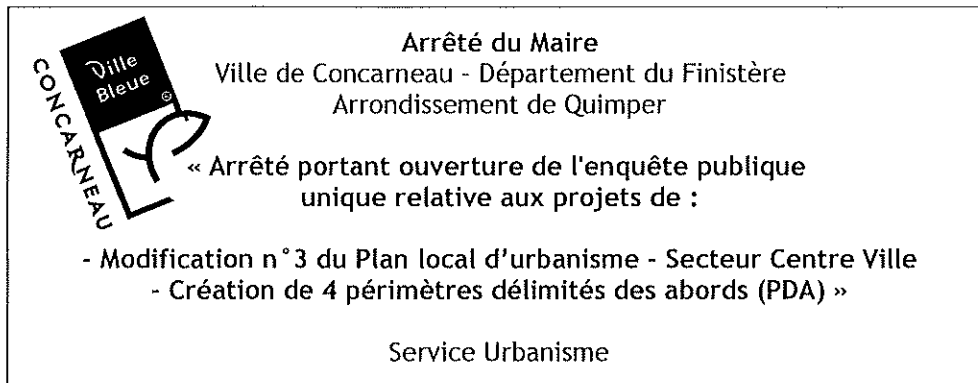 Ville
Bleue
CONCARNEAU
Arrêté du Maire
Ville de Concarneau - Département du Finistère
Arrondissement de Quimper
« Arrêté portant ouverture de l'enquête publique
unique relative aux projets de :
- Modification n°3 du Plan local d'urbanisme - Secteur Centre Ville
- Création de 4 périmètres délimités des abords (PDA) »
Service Urbanisme